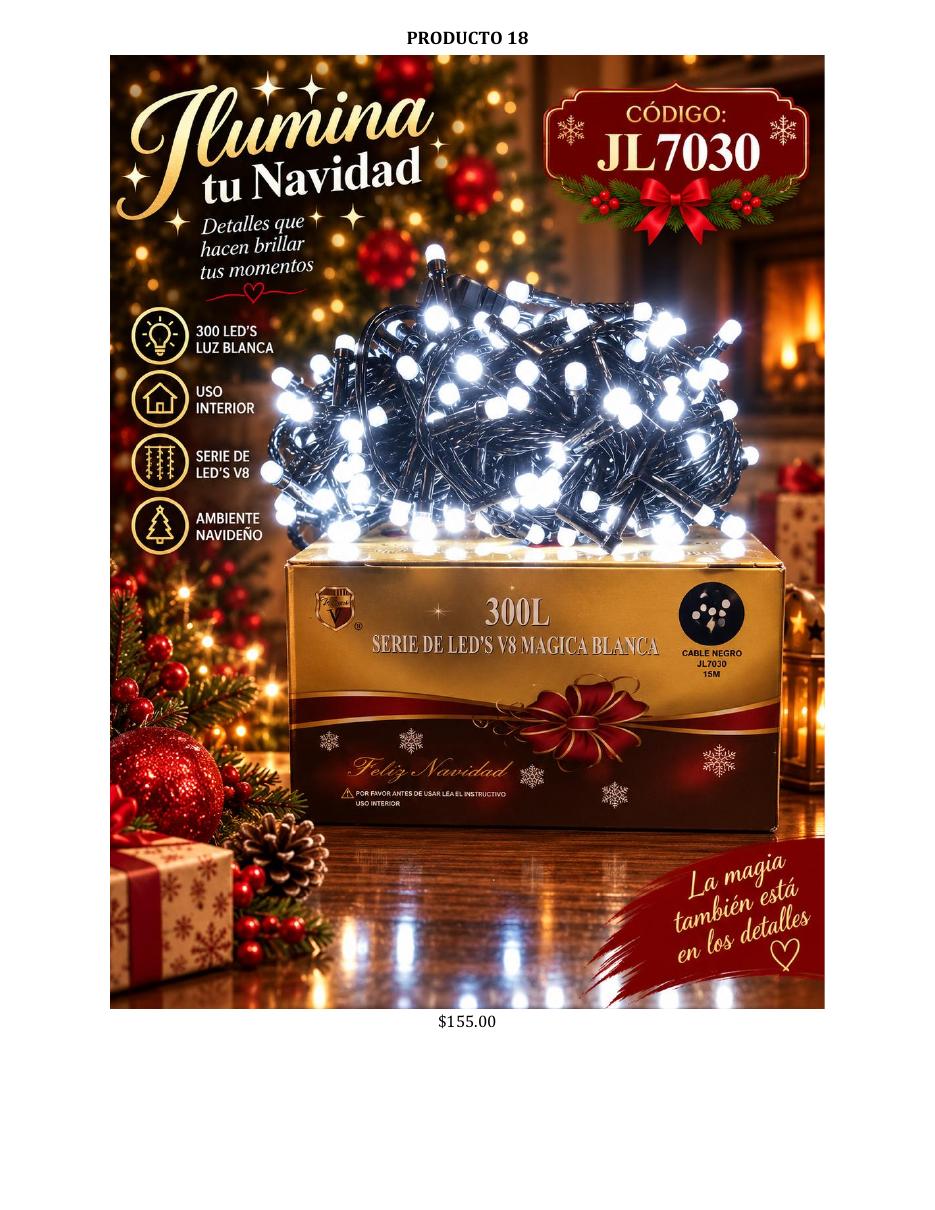 PRODUCTO 18
Ilumina
tu Navidad
Detalles que
hacen brillar
tus momentos
CÓDIGO:
JL7030
300 LED'S
LUZ BLANCA
USO
INTERIOR
SERIE DE
LED'S V8
AMBIENTE
NAVIDEÑO
V
®
300L
SERIE DE LED'S V8 MAGICA BLANCA
CABLE NEGRO
JL7030
15M
Feliz Navidad
POR FAVOR ANTES DE USAR LEA EL INSTRUCTIVO
USO INTERIOR
La magia
también está
en los detalles
$155.00